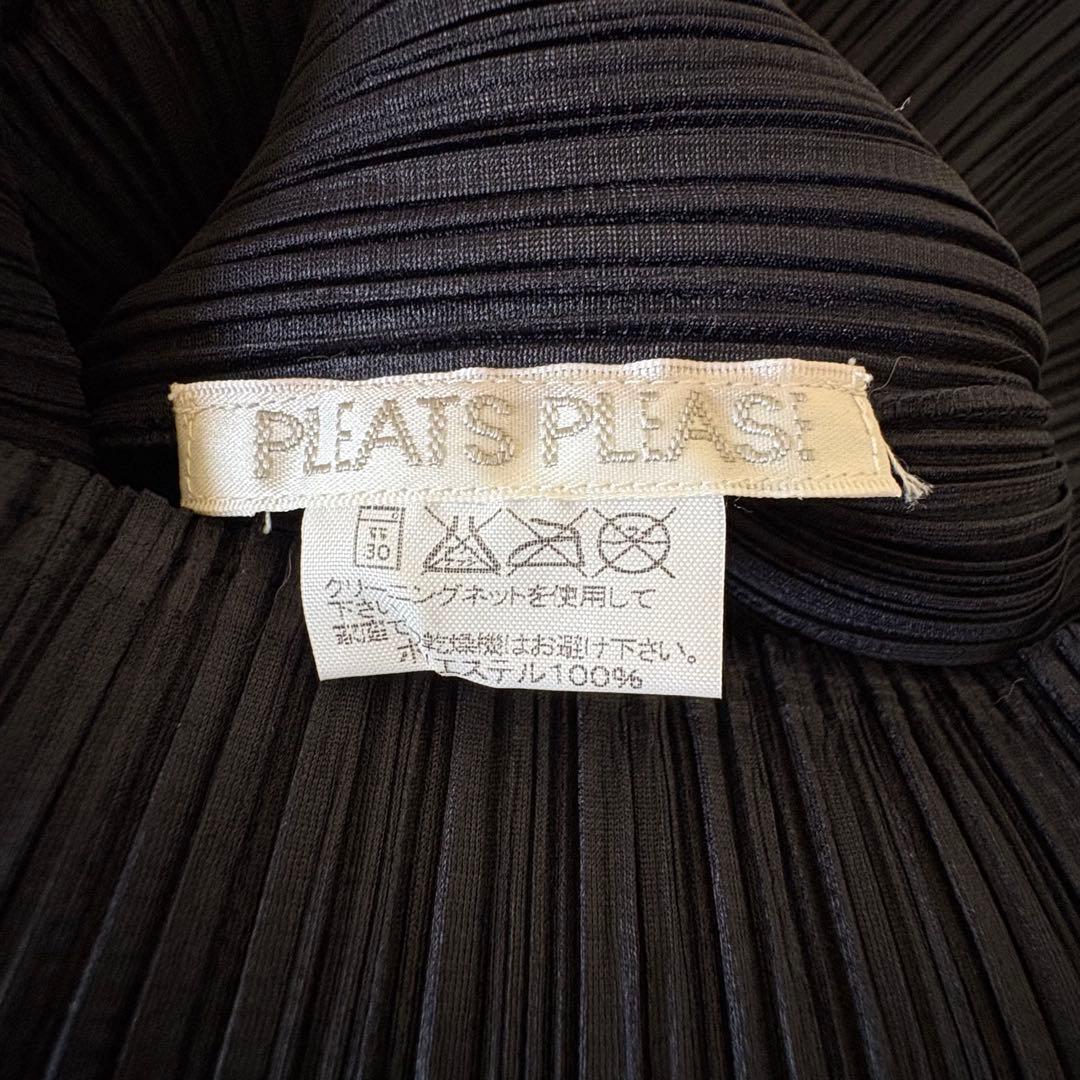 PLEATS PLEASE
弱
30
クリーニングネットを使用して
下さい
家庭での乾燥機はお避け下さい。
ポリエステル100%